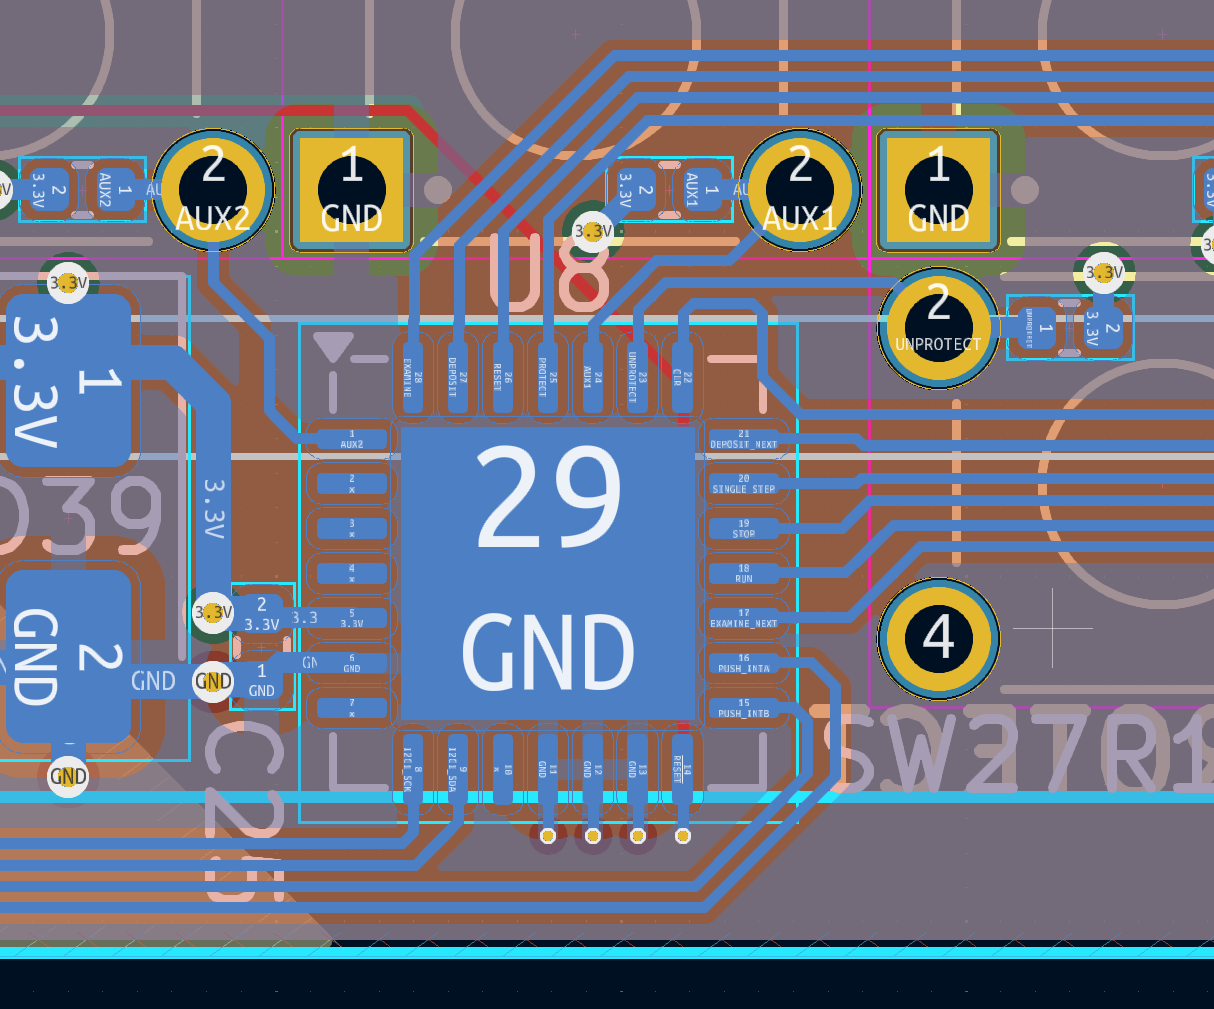 2
AUX2
1
GND
2
AUX1
1
GND
3.3V
2
AUX2
1
3.3V
2
AUX1
1
3.3V
U8
3.3V
3.3V
2
UNPROTECT
UNPROTECT
1
3.3V
2
3.3V
1
EXAMINE
28
DEPOSIT
27
RESET
26
PROTECT
25
AUX1
24
UNPROTECT
23
CLR
22
1
AUX2
2
x
3
x
4
x
5
3.3V
6
GND
7
x
29
GND
21
DEPOSIT_NEXT
20
SINGLE STEP
19
STOP
18
RUN
17
EXAMINE_NEXT
16
PUSH_INTA
15
PUSH_INTB
D39
3.3V
3.3V
2
3.3V
3.3
GND
2
GND
GND
1
GND
GND
4
8
9
x
10
GND
11
GND
12
GND
13
RESET
14
GND
SW27R1